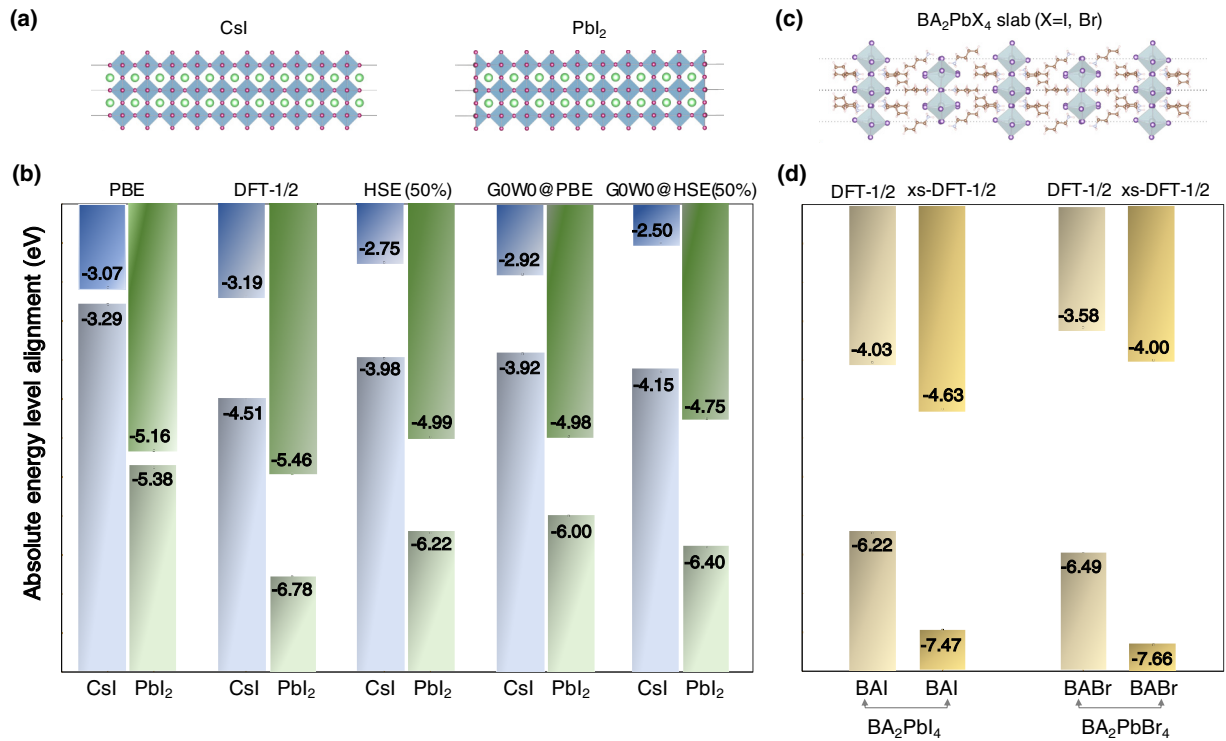 (a)
CsI
PbI₂
(c)
BA₂PbX₄ slab (X=I, Br)
(b)
PBE
DFT-1/2
HSE (50%)
G0W0@PBE
G0W0@HSE(50%)
Absolute energy level alignment (eV)
-3.07
-3.29
-5.16
-5.38
-3.19
-4.51
-5.46
-6.78
-2.75
-3.98
-4.99
-6.22
-2.92
-3.92
-4.98
-6.00
-2.50
-4.15
-4.75
-6.40
CsI PbI₂
CsI PbI₂
CsI PbI₂
CsI PbI₂
CsI PbI₂
(d)
DFT-1/2 xs-DFT-1/2
DFT-1/2 xs-DFT-1/2
-4.03
-6.22
-4.63
-7.47
-3.58
-6.49
-4.00
-7.66
BAI BAI
BABr BABr
BA₂PbI₄
BA₂PbBr₄